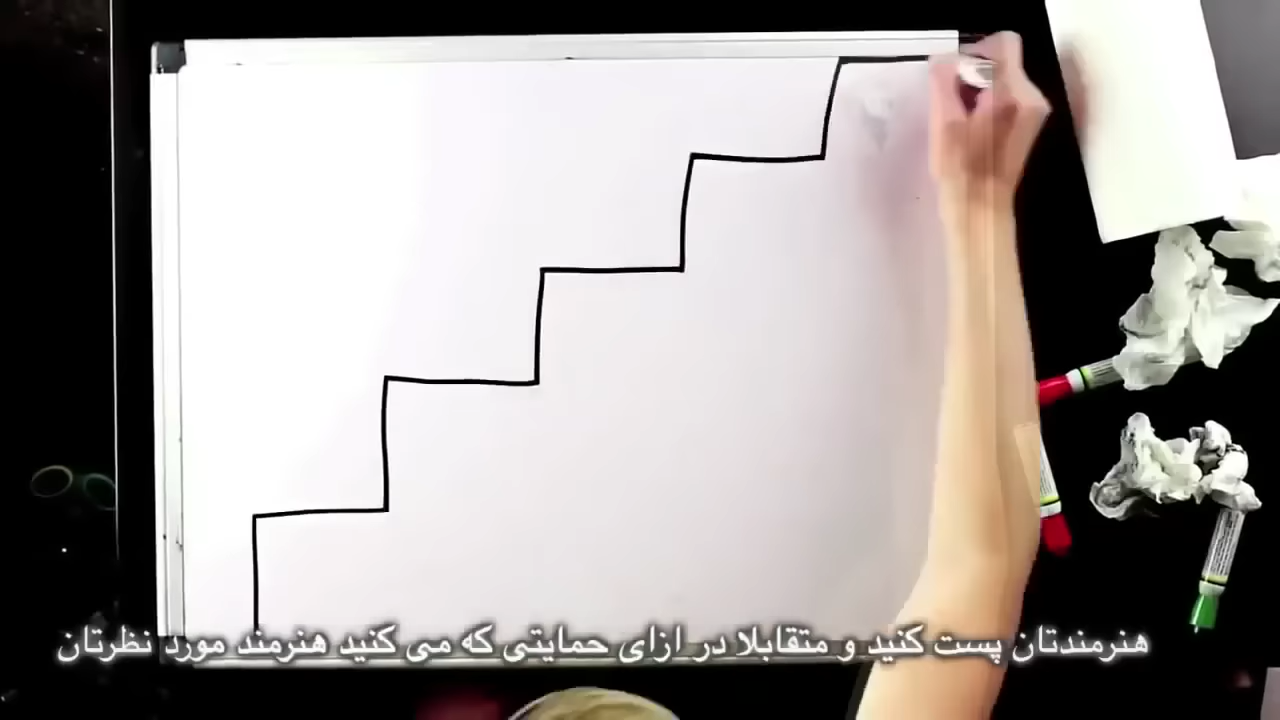 هنرمندتان پست کنید و متقابلا در ازای حمایتی که می کنید هنرمند مورد نظرتان